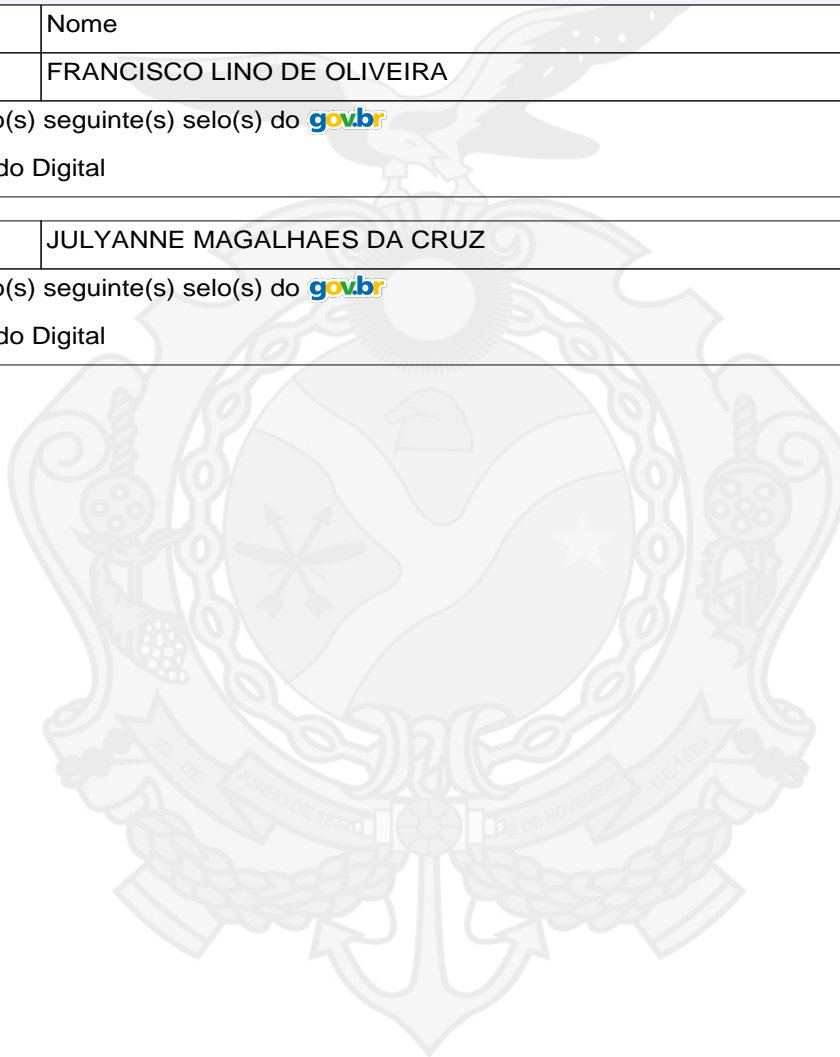 Nome
FRANCISCO LINO DE OLIVEIRA
o(s) seguinte(s) selo(s) do gov.br
do Digital
JULYANNE MAGALHAES DA CRUZ
o(s) seguinte(s) selo(s) do gov.br
do Digital
22 DE JUNHO DE 1822 DE NOVEMBRO DE 1889